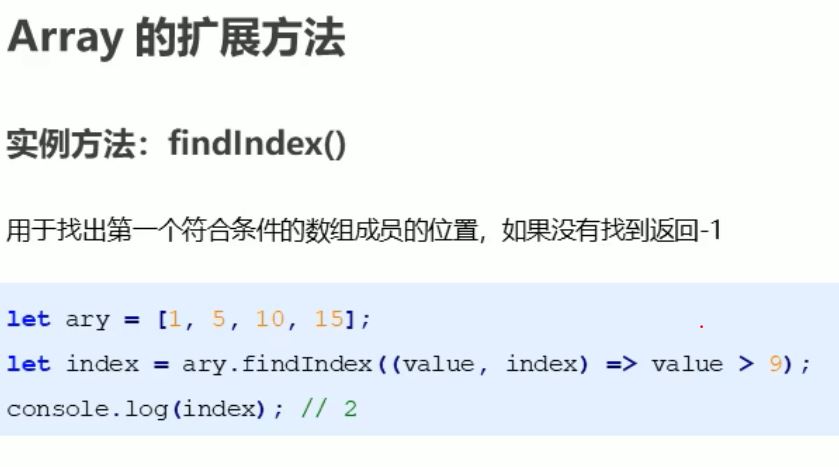 Array 的扩展方法
实例方法：findIndex()
用于找出第一个符合条件的数组成员的位置，如果没有找到返回-1
let ary = [1, 5, 10, 15];
let index = ary.findIndex((value, index) => value > 9);
console.log(index); // 2